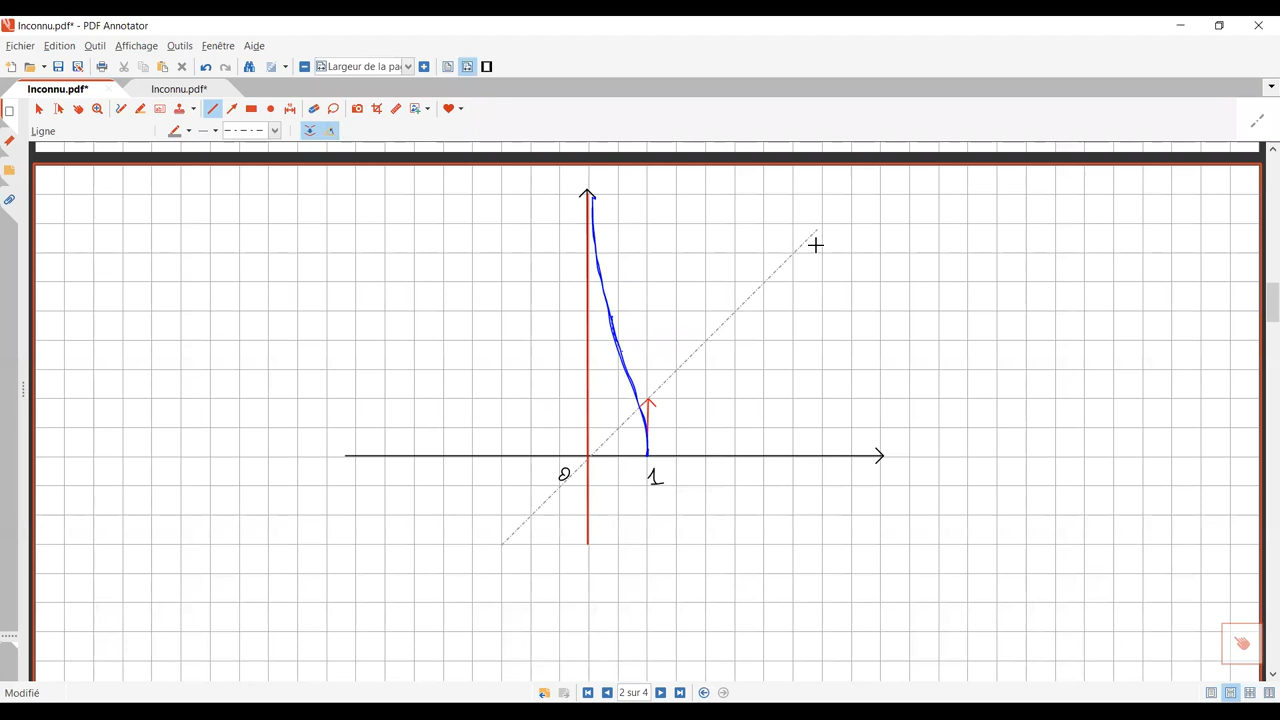 Inconnu.pdf* - PDF Annotator
Fichier Edition Outil Affichage Outils Fenêtre Aide
Largeur de la pa
Inconnu.pdf* Inconnu.pdf*
Ligne
0 1
Modifié
2 sur 4